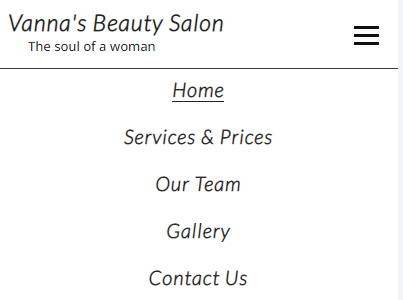 Vanna's Beauty Salon
The soul of a woman
Home
Services & Prices
Our Team
Gallery
Contact Us